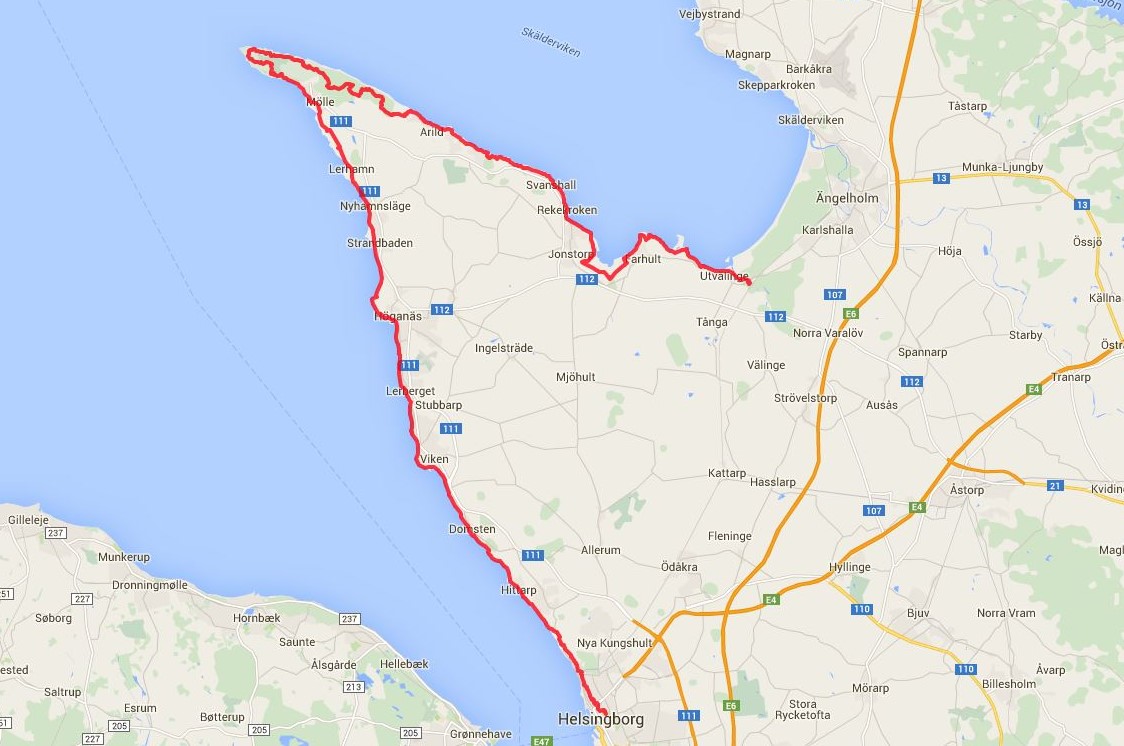 Vejbystrand
Skälderviken
Magnarp
Barkåkra
Skepparkroken
Mölle
Tåstarp
111
Skälderviken
Arild
Lerhamn
Munka-Ljungby
13
Svanshall
111
Ängelholm
13
Nyhamnsläge
Rekekroken
Karlshalla
Strandbaden
Össjö
Höja
Jonstorp
Farhult
Utvälinge
112
107
Källna
112
E6
Höganäs
112
Tånga
Norra Varalöv
Starby
Ingelsträde
Spannarp
111
Välinge
Mjöhult
Tranarp
112
E4
Lerberget
Stubbarp
Strövelstorp
Ausås
111
Viken
Kattarp
Hasslarp
Åstorp
21
Kvidin
E4
107
Gilleleje
237
Domsten
Fleninge
Allerum
111
Munkerup
Ödåkra
Hyllinge
Magl
Dronningmølle
Hittarp
251
227
E4
110
Bjuv
Norra Vram
Søborg
Hornbæk
237
Saunte
Nya Kungshult
Ålsgårde
Hellebæk
110
Åvarp
213
Billesholm
Saltrup
Mörarp
Esrum
Stora
Rycketofta
Bøtterup
E6
111
Helsingborg
205
205
205
Grønnehave
227
E47